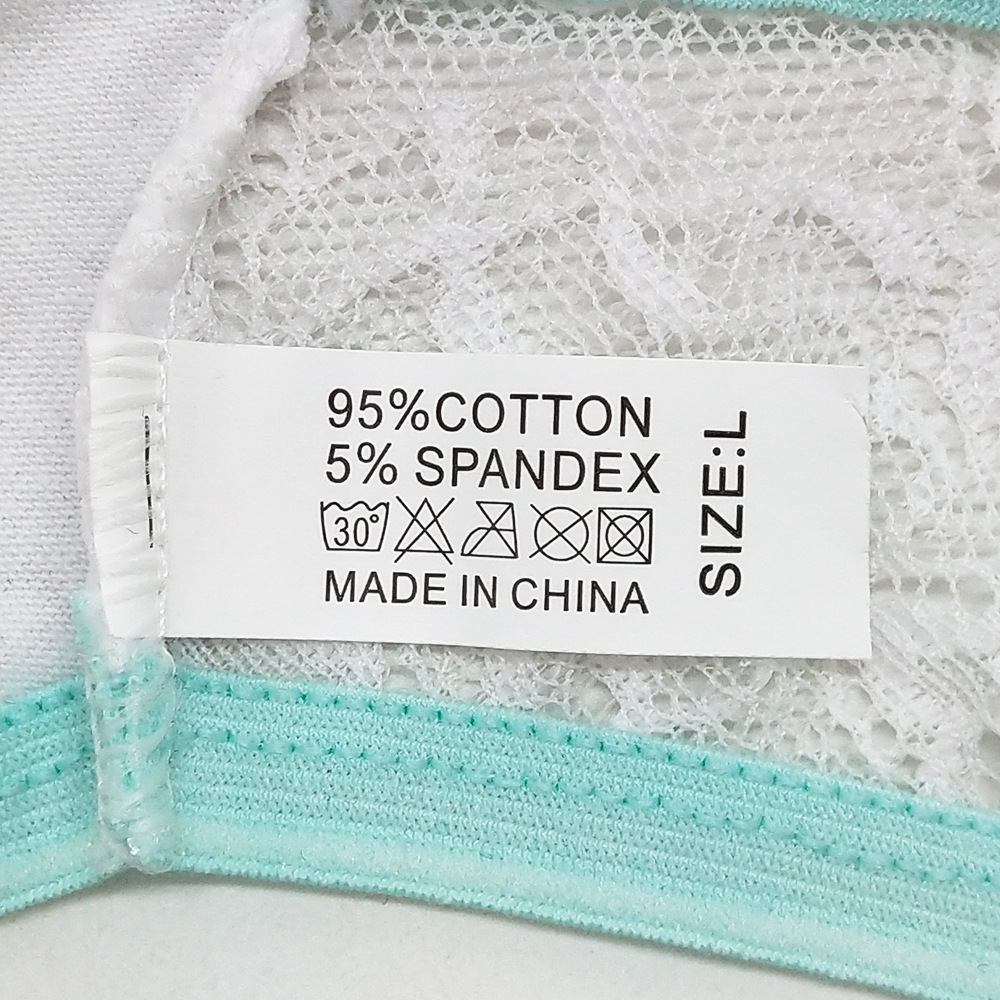 95%COTTON
5% SPANDEX
30°
MADE IN CHINA
SIZE:L